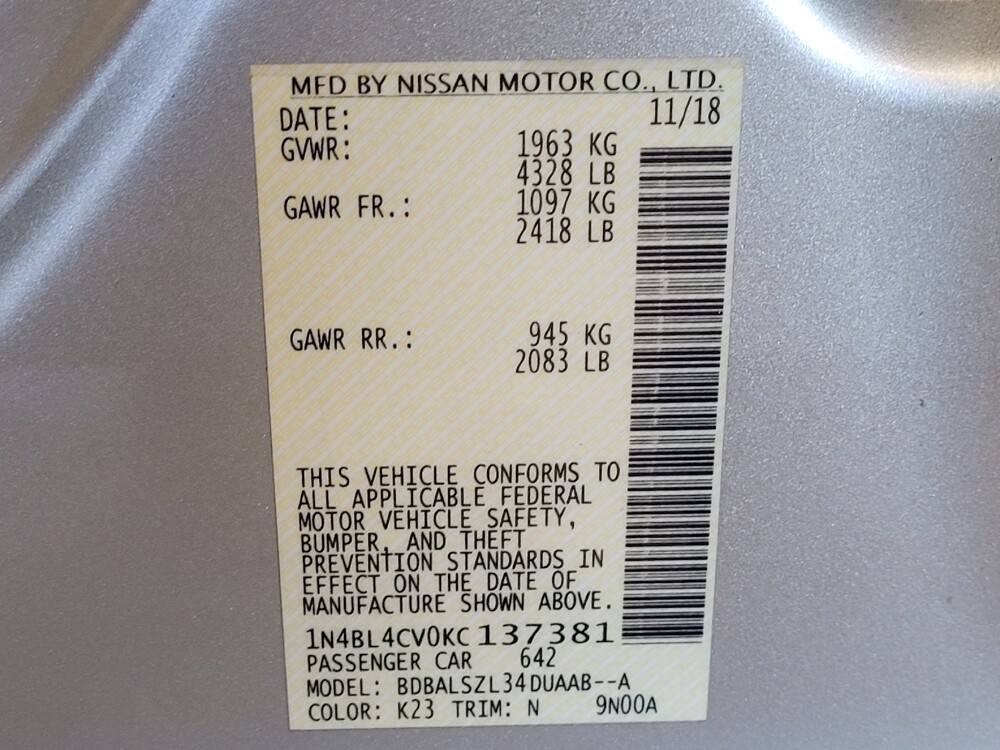 MFD BY NISSAN MOTOR CO., LTD.
DATE: 11/18
GVWR: 1963 KG
4328 LB
GAWR FR.: 1097 KG
2418 LB
GAWR RR.: 945 KG
2083 LB
THIS VEHICLE CONFORMS TO
ALL APPLICABLE FEDERAL
MOTOR VEHICLE SAFETY,
BUMPER, AND THEFT
PREVENTION STANDARDS IN
EFFECT ON THE DATE OF
MANUFACTURE SHOWN ABOVE.
1N4BL4CV0KC137381
PASSENGER CAR 642
MODEL: BDBALSZL34DUAAB--A
COLOR: K23 TRIM: N 9N00A